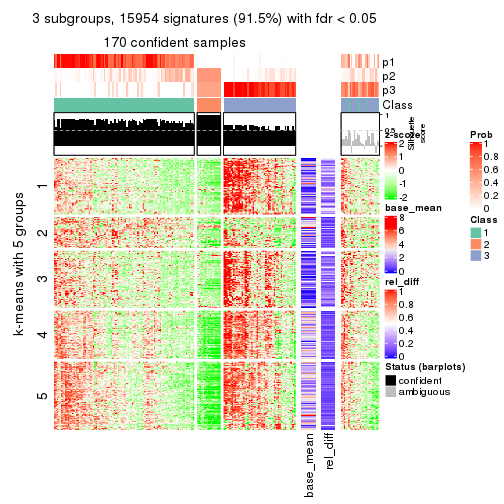 3 subgroups, 15954 signatures (91.5%) with fdr < 0.05
170 confident samples
p1
p2
p3
Class
1
0.5
0
Silhouette score
k-means with 5 groups
1
2
3
4
5
base_mean
rel_diff
z-score
2
1
0
-1
-2
base_mean
8
6
4
2
0
rel_diff
1
0.8
0.6
0.4
0.2
0
Status (barplots)
confident
ambiguous
Prob
1
0.8
0.6
0.4
0.2
0
Class
1
2
3